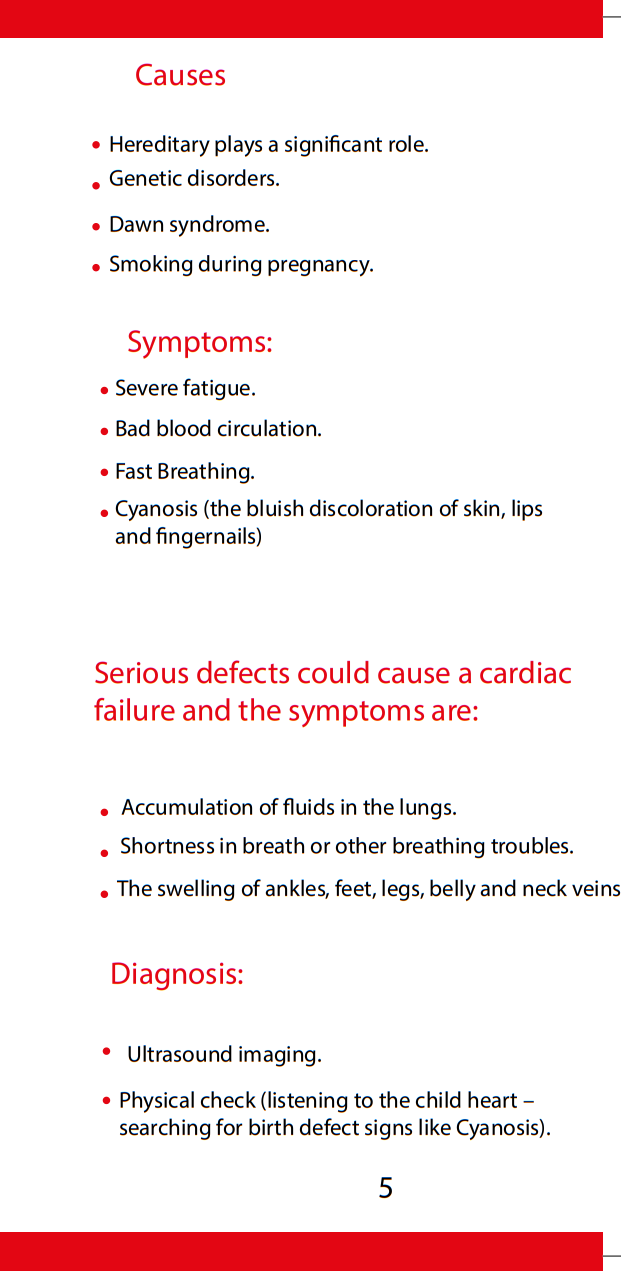 Causes
• Hereditary plays a significant role.
• Genetic disorders.
• Dawn syndrome.
• Smoking during pregnancy.
Symptoms:
• Severe fatigue.
• Bad blood circulation.
• Fast Breathing.
• Cyanosis (the bluish discoloration of skin, lips
and fingernails)
Serious defects could cause a cardiac
failure and the symptoms are:
• Accumulation of fluids in the lungs.
• Shortness in breath or other breathing troubles.
• The swelling of ankles, feet, legs, belly and neck veins
Diagnosis:
• Ultrasound imaging.
• Physical check (listening to the child heart –
searching for birth defect signs like Cyanosis).
5